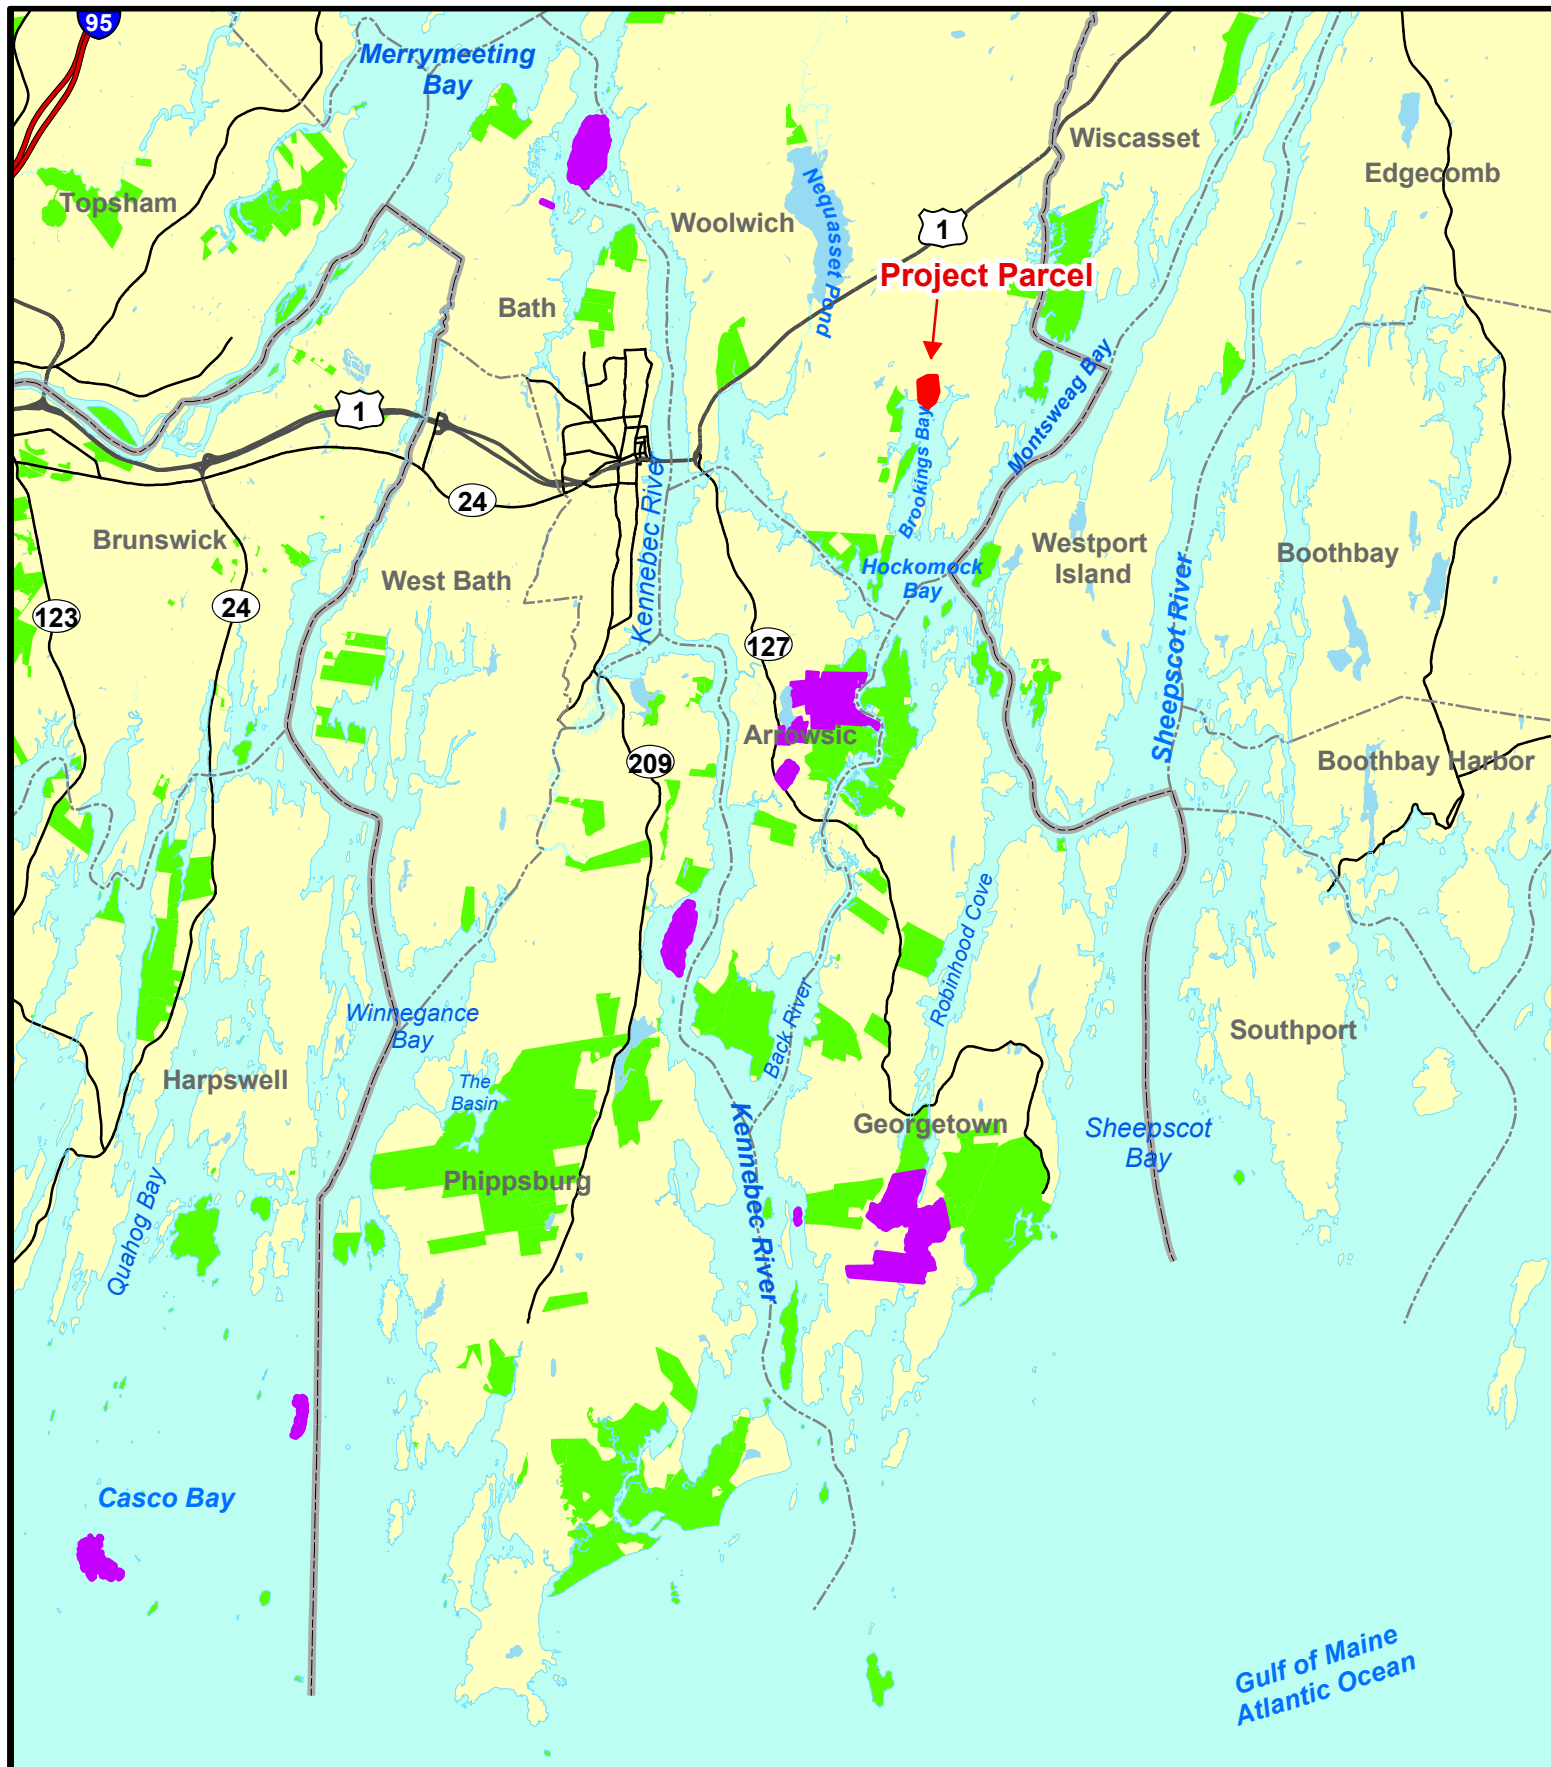 95
Merrymeeting
Bay
Wiscasset
Edgecomb
Topsham
Nequasset Pond
Woolwich
1
Project Parcel
Bath
1
Montsweag Bay
Brookings Bay
24
Kennebec River
Brunswick
West Bath
Hockomock
Bay
Westport
Island
Boothbay
123
24
127
Sheepscot River
Arrowsic
209
Boothbay Harbor
Robinhood Cove
Winnegance
Bay
Back River
Southport
Harpswell
The
Basin
Georgetown
Sheepscot
Bay
Kennebec River
Phippsburg
Quahog Bay
Casco Bay
Gulf of Maine
Atlantic Ocean